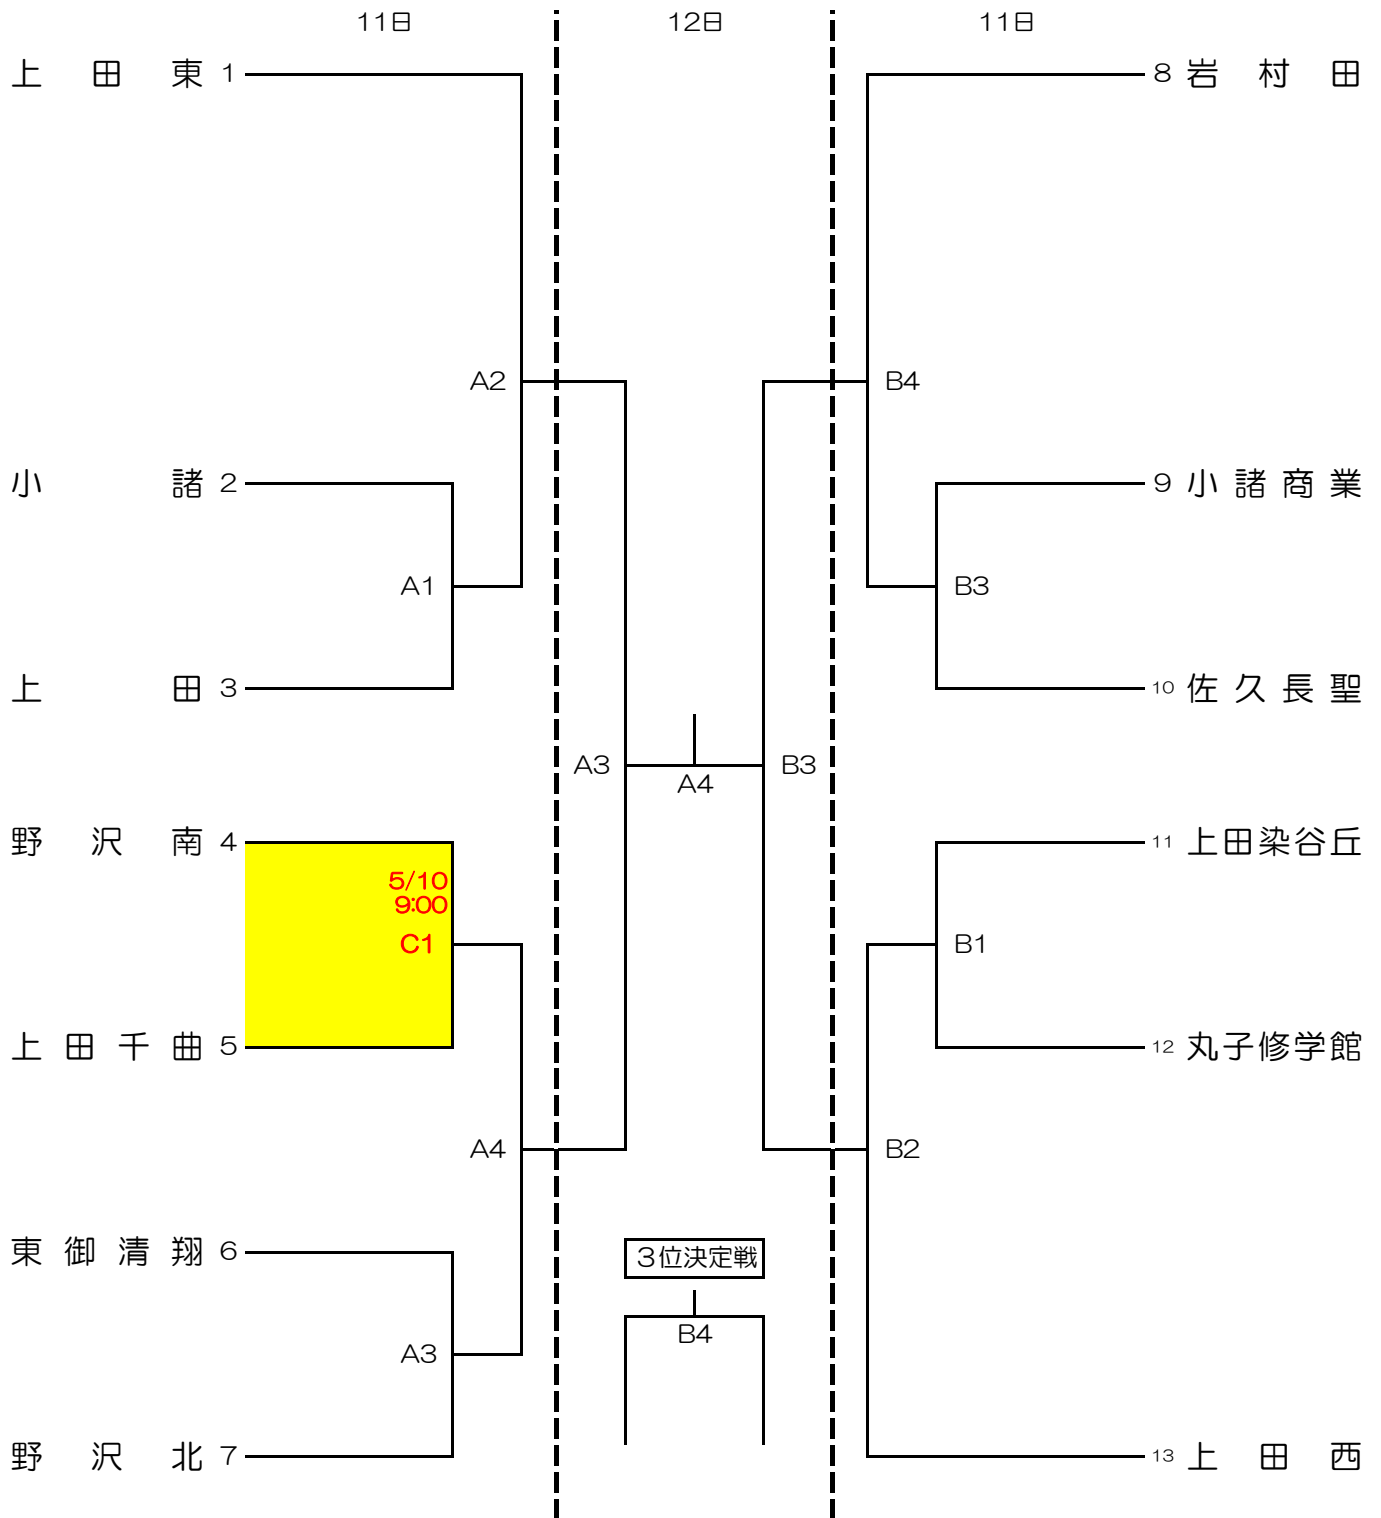 11日 12日 11日
上田東 1
8 岩村田
A2
B4
小諸 2
9 小諸商業
A1
B3
上田 3
10 佐久長聖
A3
B3
A4
野沢南 4
11 上田染谷丘
5/10
9:00
C1
B1
上田千曲 5
12 丸子修学館
A4
B2
東御清翔 6
3位決定戦
B4
A3
野沢北 7
13 上田西